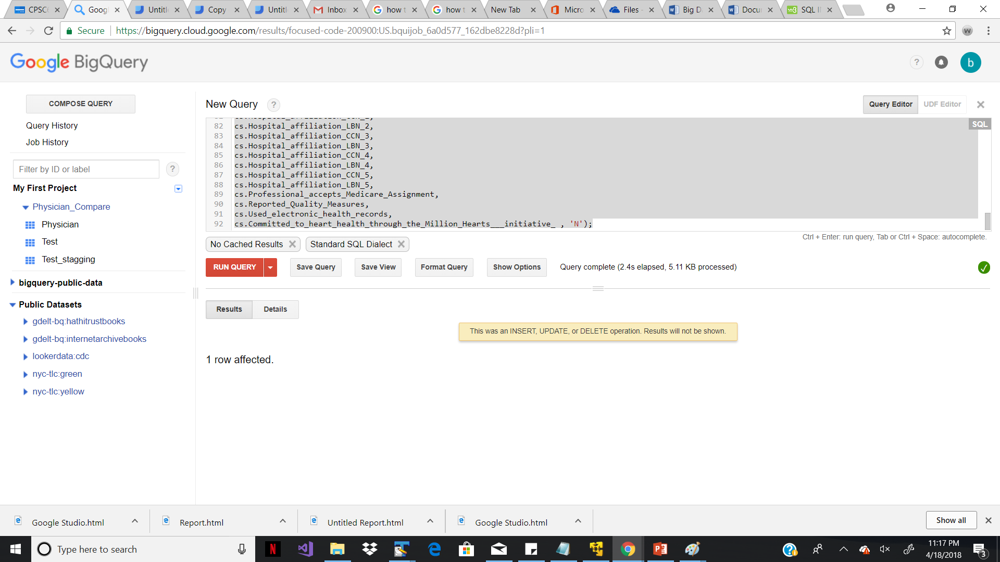 CPSC
Goog
Untitl
Copy
Untitl
Inbox
how t
how t
New Tab
Micro
Files -
Big D
Docu
SQL I
Secure
https://bigquery.cloud.google.com/results/focused-code-200900:US.bquijob_6a0d577_162dbe8228d?pli=1
W
Google BigQuery
?
b
COMPOSE QUERY
Query History
Job History
Filter by ID or label
?
My First Project
Physician_Compare
Physician
Test
Test_stagging
bigquery-public-data
Public Datasets
gdelt-bq:hathitrustbooks
gdelt-bq:internetarchivebooks
lookerdata:cdc
nyc-tlc:green
nyc-tlc:yellow
New Query ?
Query Editor
UDF Editor
SQL
82 cs.Hospital_affiliation_LBN_2,
83 cs.Hospital_affiliation_CCN_3,
84 cs.Hospital_affiliation_LBN_3,
85 cs.Hospital_affiliation_CCN_4,
86 cs.Hospital_affiliation_LBN_4,
87 cs.Hospital_affiliation_CCN_5,
88 cs.Hospital_affiliation_LBN_5,
89 cs.Professional_accepts_Medicare_Assignment,
90 cs.Reported_Quality_Measures,
91 cs.Used_electronic_health_records,
92 cs.Committed_to_heart_health_through_the_Million_Hearts___initiative_ , 'N');
Ctrl + Enter: run query, Tab or Ctrl + Space: autocomplete.
No Cached Results
Standard SQL Dialect
RUN QUERY
Save Query
Save View
Format Query
Show Options
Query complete (2.4s elapsed, 5.11 KB processed)
Results
Details
This was an INSERT, UPDATE, or DELETE operation. Results will not be shown.
1 row affected.
Google Studio.html
Report.html
Untitled Report.html
Google Studio.html
Show all
Type here to search
11:17 PM
4/18/2018
3